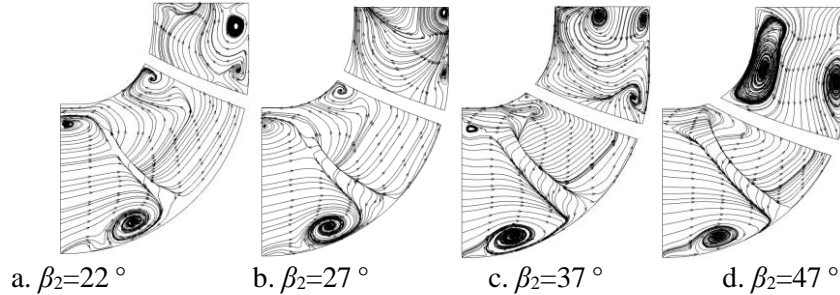 a. β2=22 ° b. β2=27 ° c. β2=37 ° d. β2=47 °